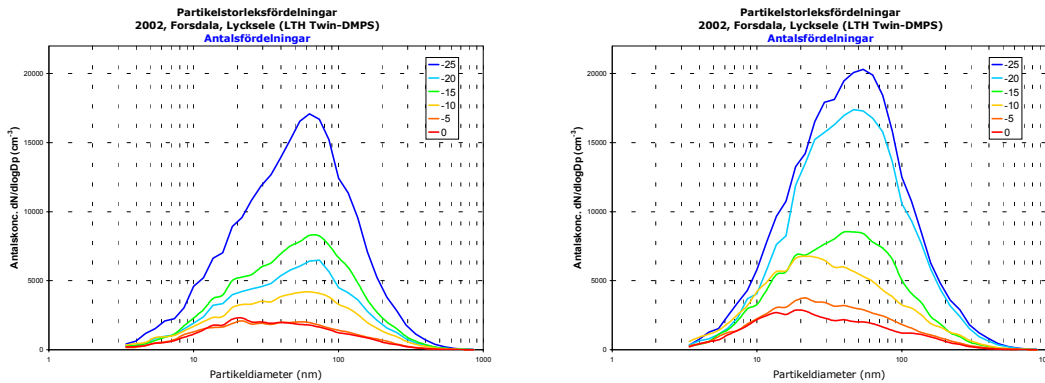 Partikelstorleksfördelningar
2002, Forsdala, Lycksele (LTH Twin-DMPS)
Antalsfördelningar
Antalskonc. dN/dlogDp (cm⁻³)
20000
15000
10000
5000
0
1
10
100
1000
Partikeldiameter (nm)
-25
-20
-15
-10
-5
0
Partikelstorleksfördelningar
2002, Forsdala, Lycksele (LTH Twin-DMPS)
Antalsfördelningar
Antalskonc. dN/dlogDp (cm⁻³)
20000
15000
10000
5000
0
1
10
100
Partikeldiameter (nm)
-25
-20
-15
-10
-5
0